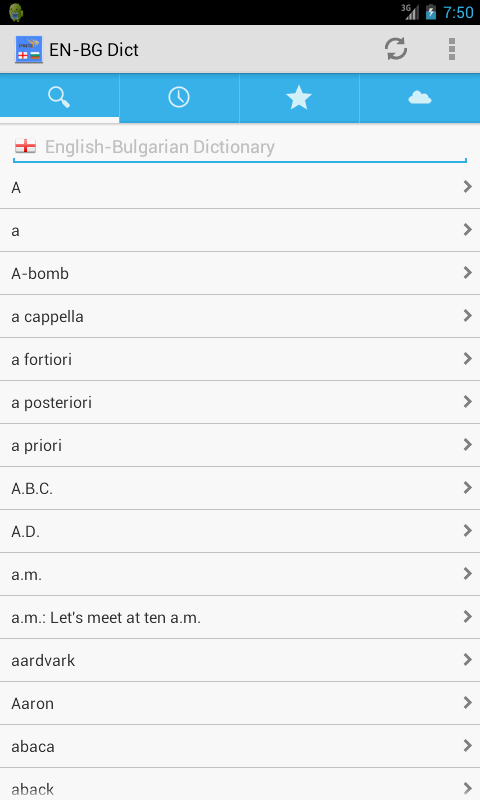 3G 7:50
EN-BG Dict
English-Bulgarian Dictionary
A
a
A-bomb
a cappella
a fortiori
a posteriori
a priori
A.B.C.
A.D.
a.m.
a.m.: Let's meet at ten a.m.
aardvark
Aaron
abaca
aback